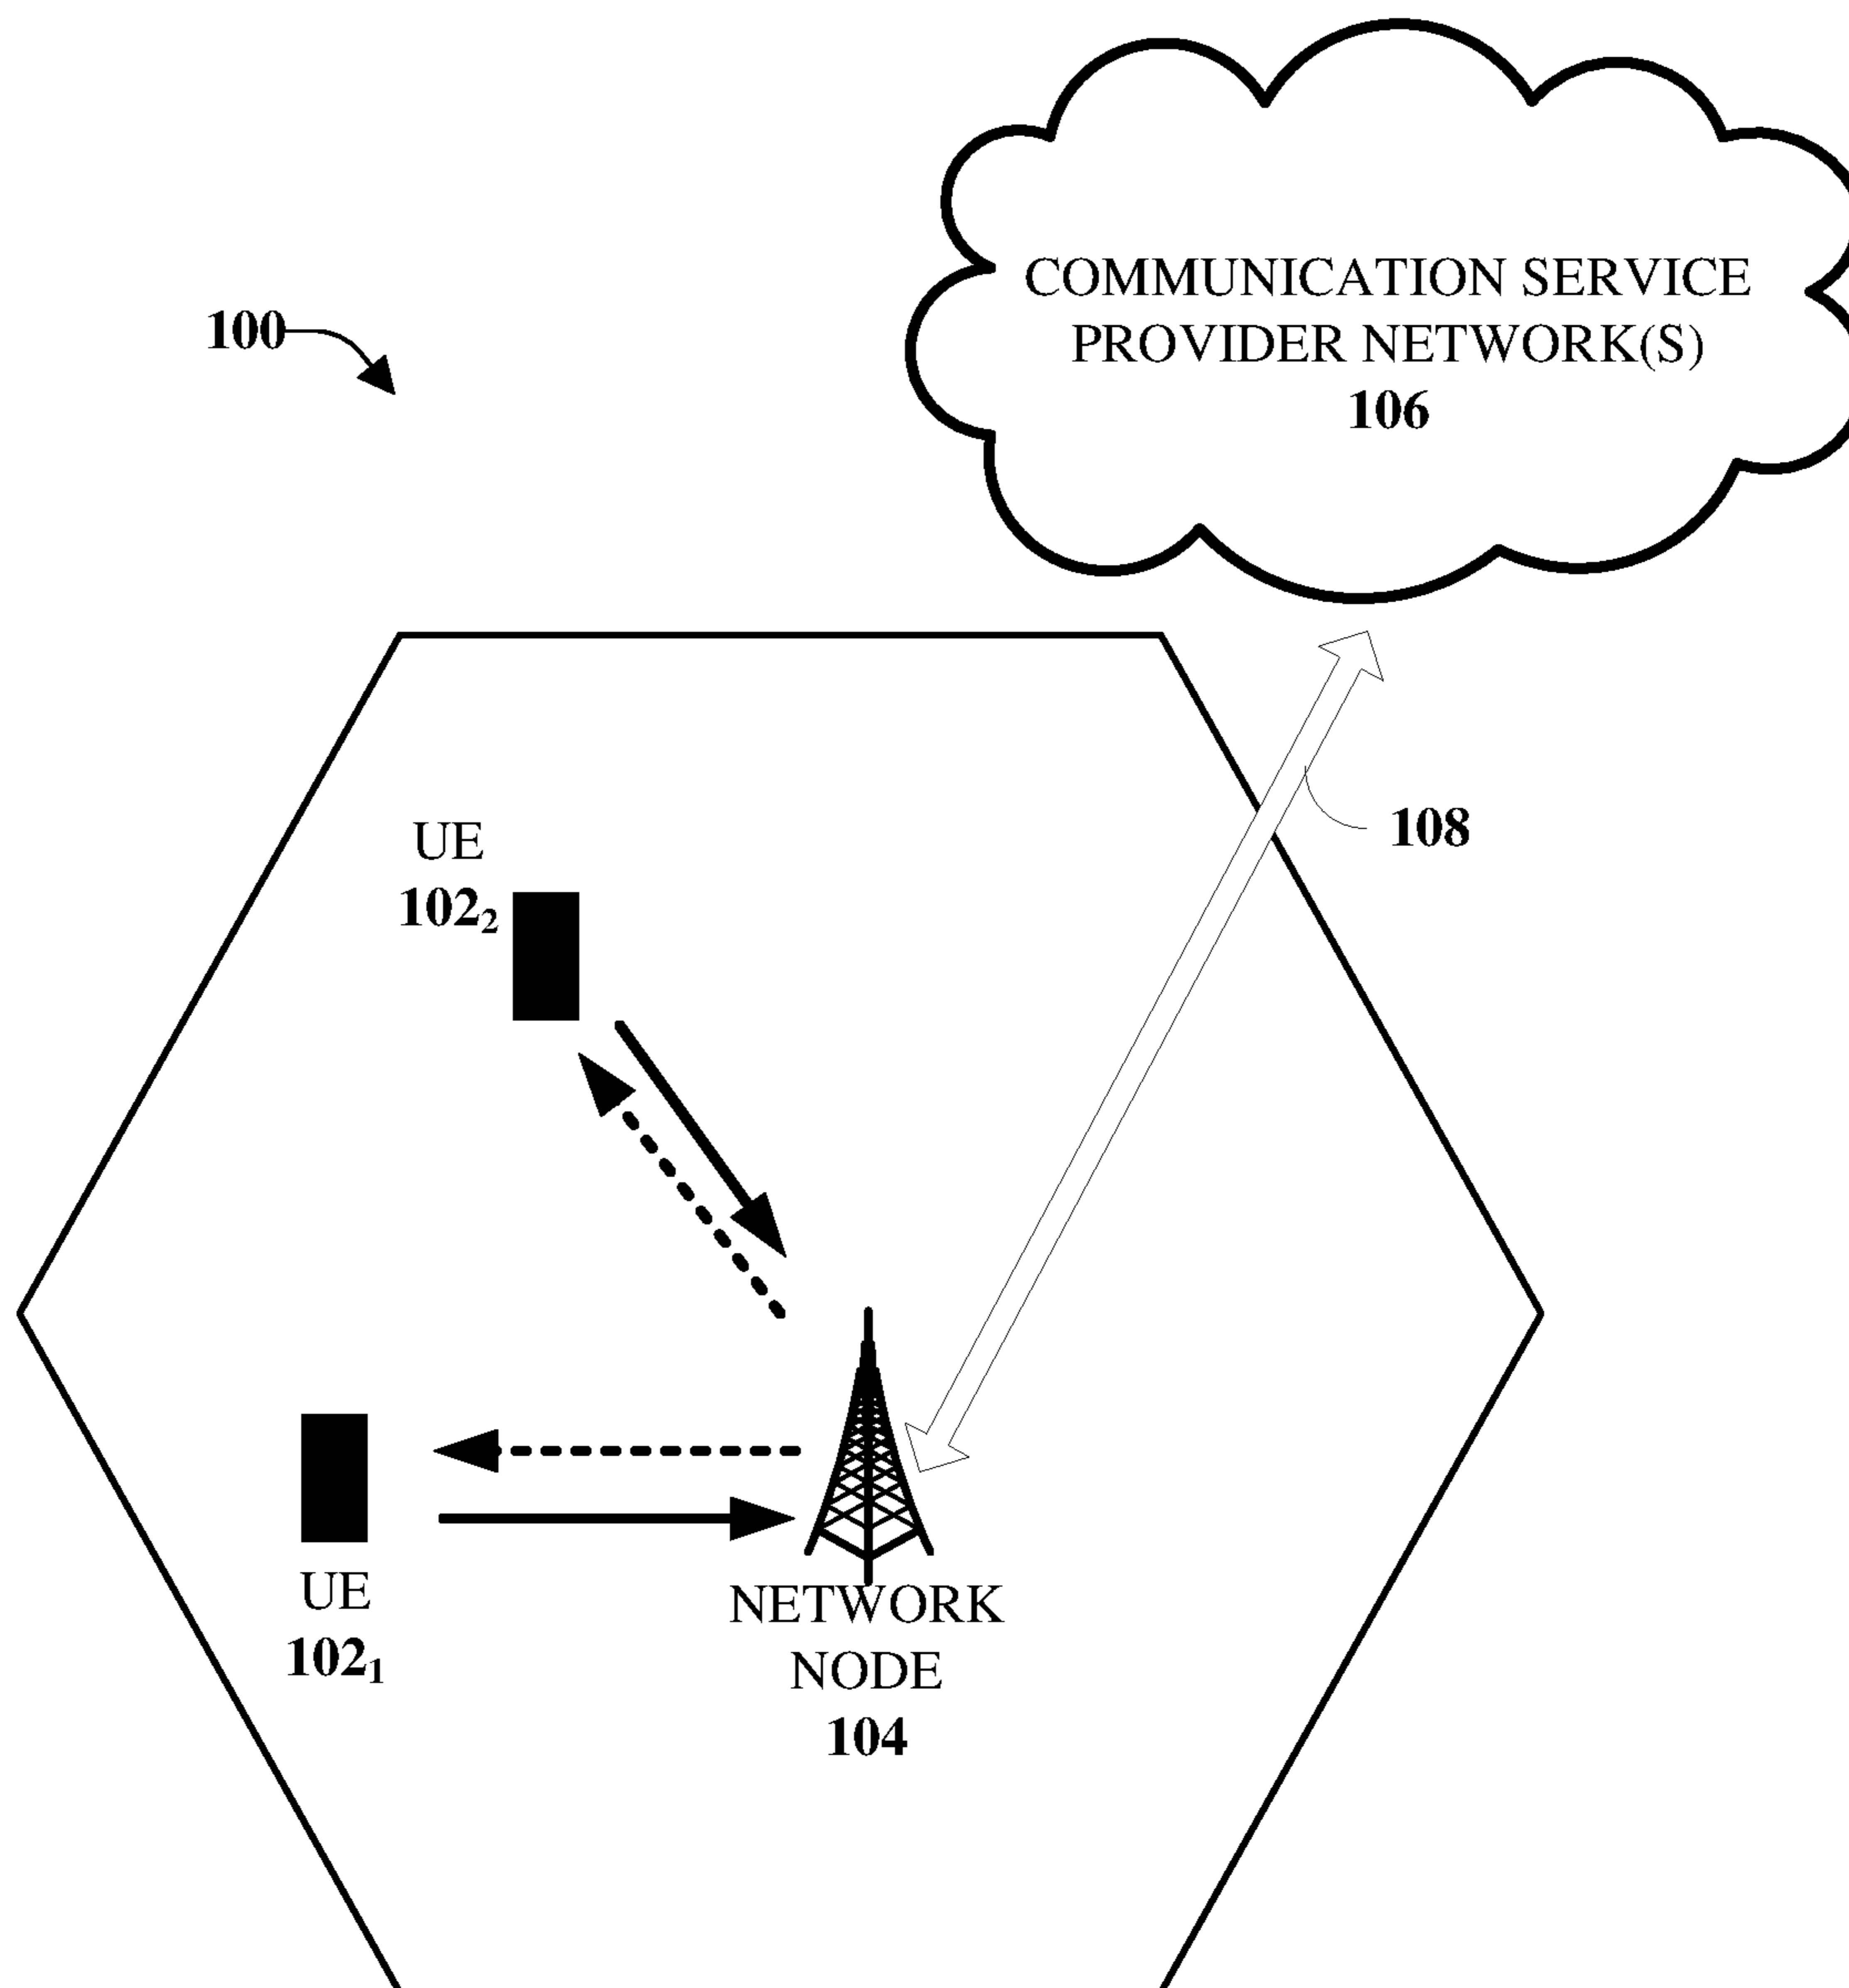 COMMUNICATION SERVICE
PROVIDER NETWORK(S)
106
100
108
UE
102₂
UE
102₁
NETWORK
NODE
104